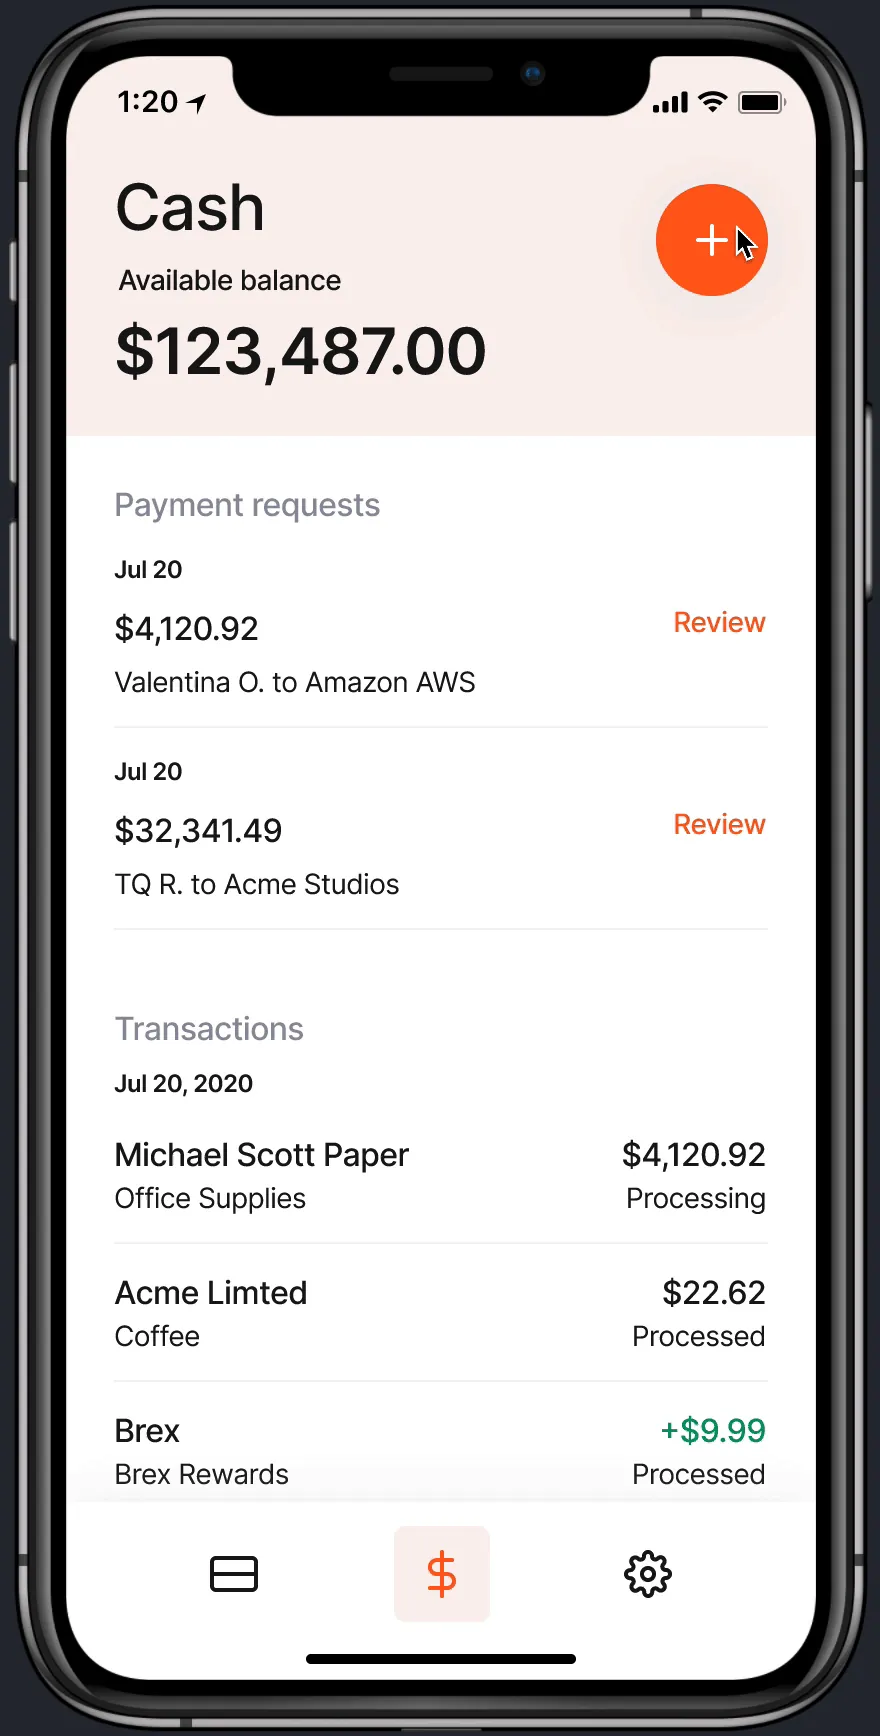 1:20
Cash
Available balance
$123,487.00
Payment requests
Jul 20
$4,120.92
Review
Valentina O. to Amazon AWS
Jul 20
$32,341.49
Review
TQ R. to Acme Studios
Transactions
Jul 20, 2020
Michael Scott Paper $4,120.92
Office Supplies Processing
Acme Limted $22.62
Coffee Processed
Brex +$9.99
Brex Rewards Processed
$